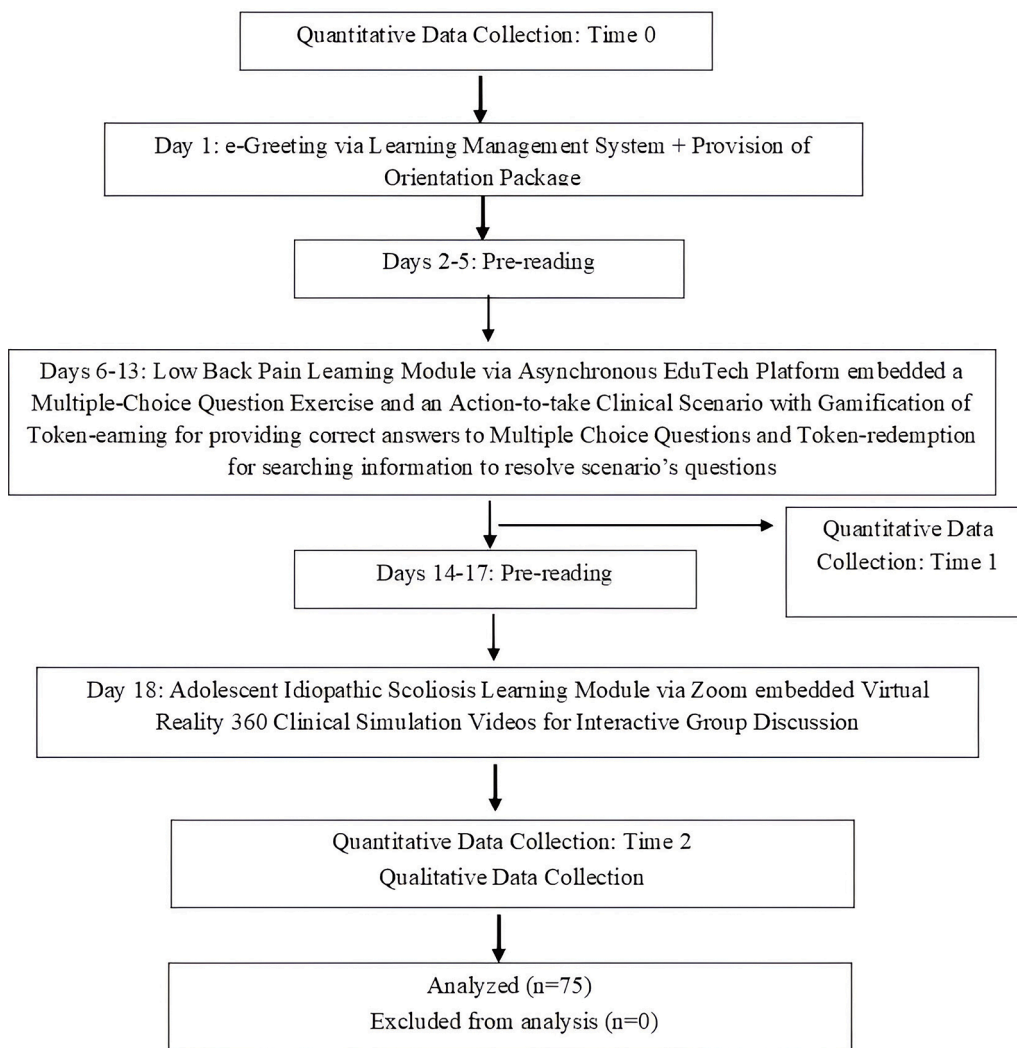 Quantitative Data Collection: Time 0
Day 1: e-Greeting via Learning Management System + Provision of
Orientation Package
Days 2-5: Pre-reading
Days 6-13: Low Back Pain Learning Module via Asynchronous EduTech Platform embedded a
Multiple-Choice Question Exercise and an Action-to-take Clinical Scenario with Gamification of
Token-earning for providing correct answers to Multiple Choice Questions and Token-redemption
for searching information to resolve scenario's questions
Quantitative Data
Collection: Time 1
Days 14-17: Pre-reading
Day 18: Adolescent Idiopathic Scoliosis Learning Module via Zoom embedded Virtual
Reality 360 Clinical Simulation Videos for Interactive Group Discussion
Quantitative Data Collection: Time 2
Qualitative Data Collection
Analyzed (n=75)
Excluded from analysis (n=0)